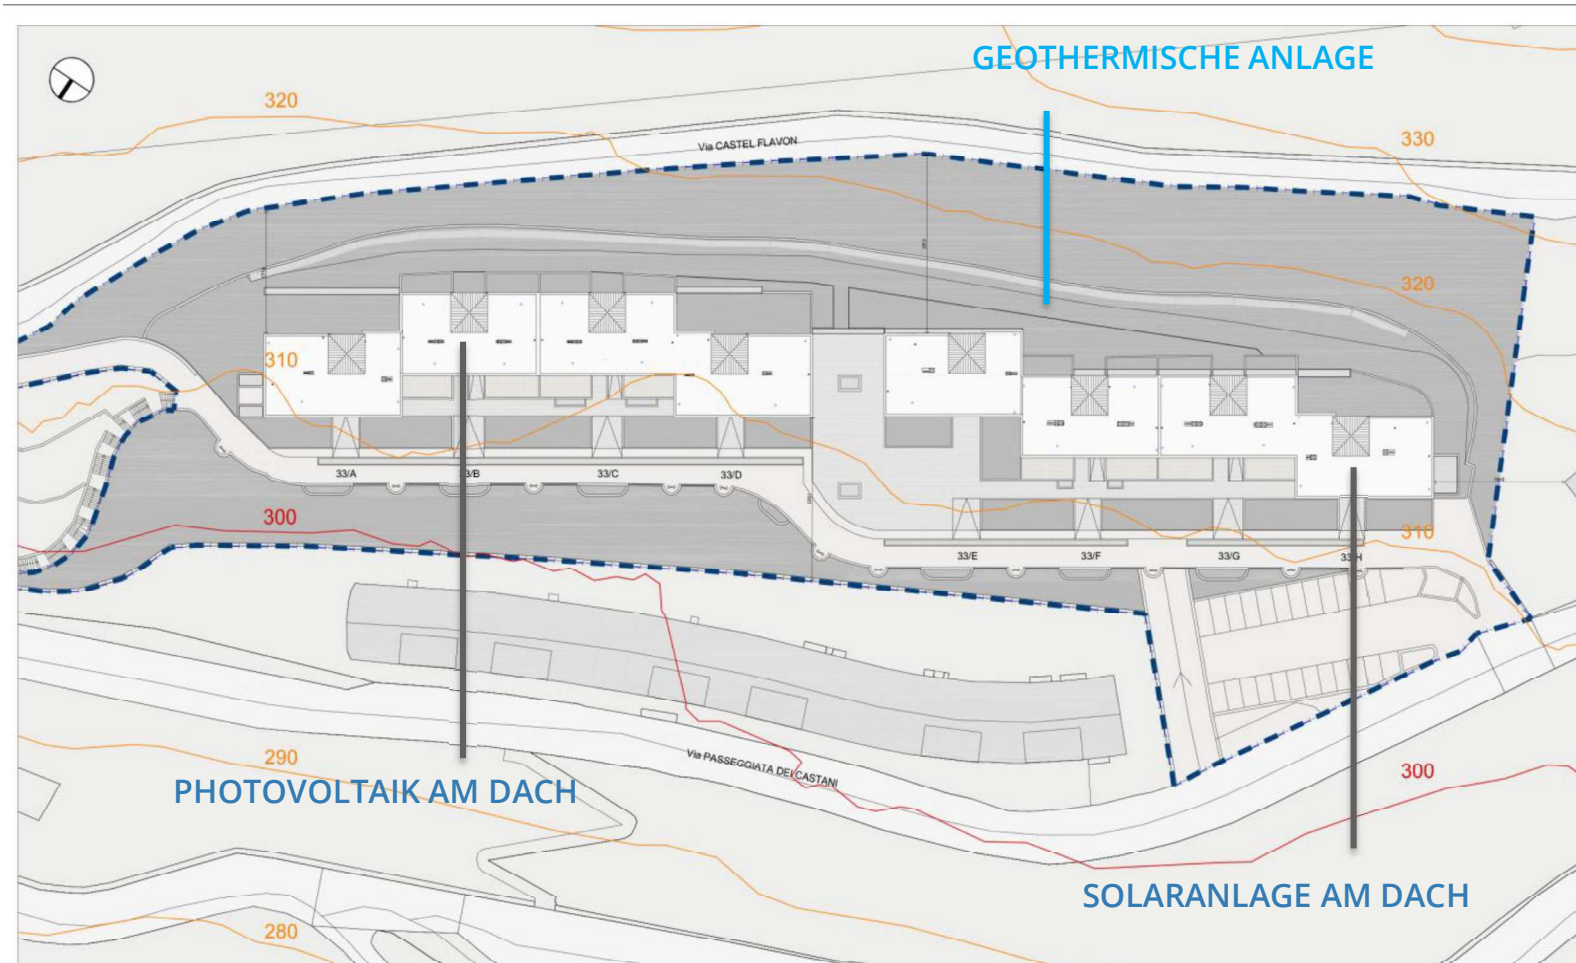 GEOTHERMISCHE ANLAGE
320
330
Via CASTEL FLAVON
320
310
33/A
33/B
33/C
33/D
300
310
33/E
33/F
33/G
33/H
290
Via PASSEGGIATA DEI CASTANI
300
PHOTOVOLTAIK AM DACH
SOLARANLAGE AM DACH
280